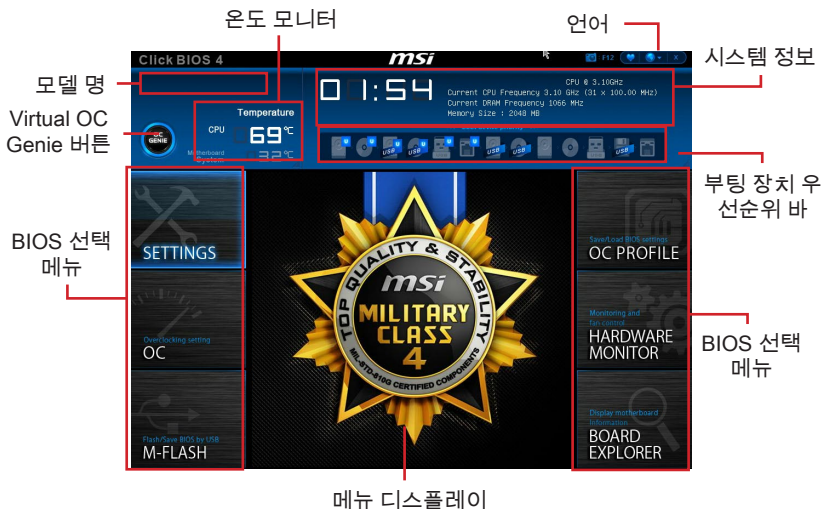 온도 모니터
언어
모델 명
시스템 정보
Virtual OC
Genie 버튼
부팅 장치 우
선순위 바
BIOS 선택
메뉴
BIOS 선택
메뉴
메뉴 디스플레이
Click BIOS 4
msi
F12
X
01:54
CPU @ 3.10GHz
Current CPU Frequency 3.10 GHz (31 x 100.00 MHz)
Current DRAM Frequency 1066 MHz
Memory Size : 2048 MB
Temperature
CPU 69°C
Motherboard
System 32°C
OC
GENIE
U U U U U U
USB USB USB USB USB
SETTINGS
Overclocking setting
OC
Flash/Save BIOS by USB
M-FLASH
TOP QUALITY & STABILITY
msi
MILITARY
CLASS
4
MIL-STD-810G CERTIFIED COMPONENTS
Save/Load BIOS settings
OC PROFILE
Monitoring and
fan control
HARDWARE
MONITOR
Display motherboard
Information
BOARD
EXPLORER